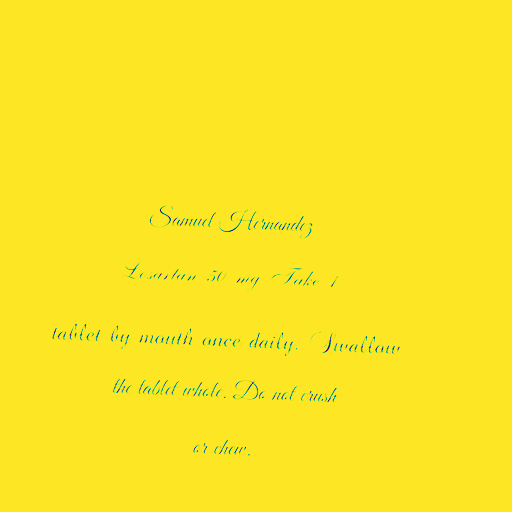 Samuel Hernandez
Losartan 50 mg Take 1
tablet by mouth once daily. Swallow
the tablet whole. Do not crush
or chew.